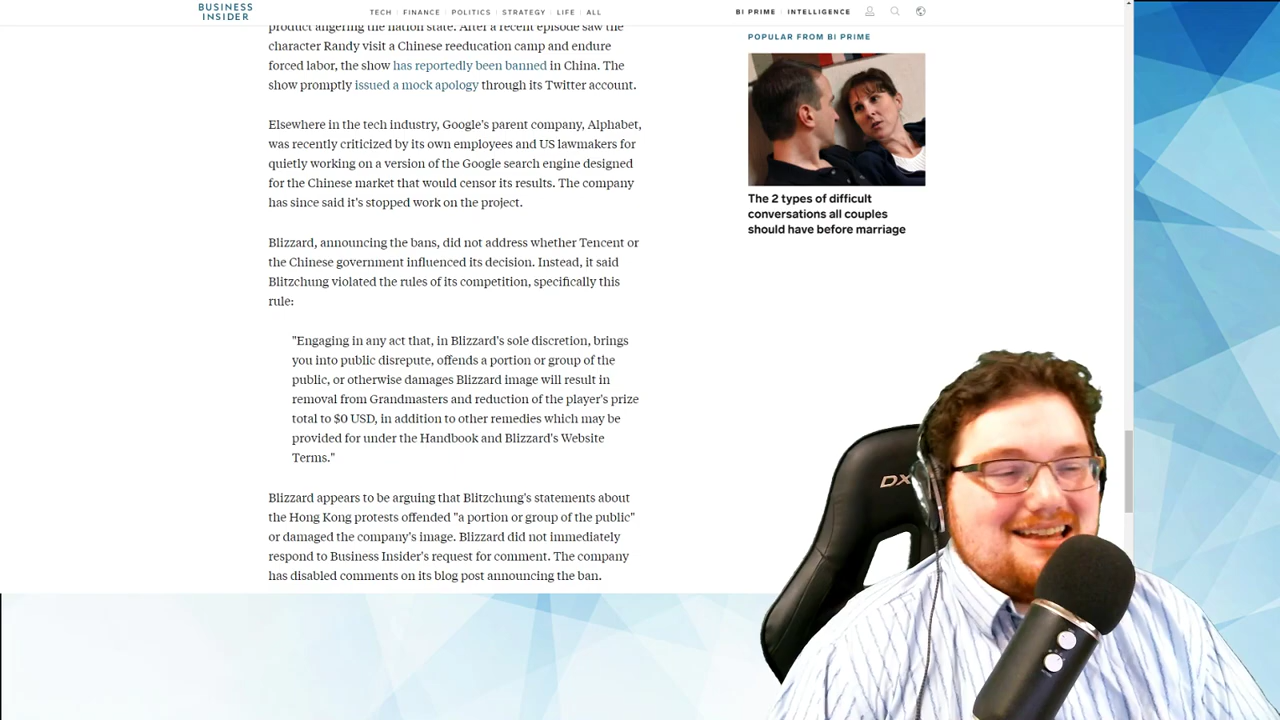 BUSINESS
INSIDER
TECH FINANCE POLITICS STRATEGY LIFE ALL
BI PRIME INTELLIGENCE
product angering the nation state. After a recent episode saw the
character Randy visit a Chinese reeducation camp and endure
forced labor, the show has reportedly been banned in China. The
show promptly issued a mock apology through its Twitter account.
Elsewhere in the tech industry, Google's parent company, Alphabet,
was recently criticized by its own employees and US lawmakers for
quietly working on a version of the Google search engine designed
for the Chinese market that would censor its results. The company
has since said it's stopped work on the project.
Blizzard, announcing the bans, did not address whether Tencent or
the Chinese government influenced its decision. Instead, it said
Blitzchung violated the rules of its competition, specifically this
rule:
"Engaging in any act that, in Blizzard's sole discretion, brings
you into public disrepute, offends a portion or group of the
public, or otherwise damages Blizzard image will result in
removal from Grandmasters and reduction of the player's prize
total to $0 USD, in addition to other remedies which may be
provided for under the Handbook and Blizzard's Website
Terms."
Blizzard appears to be arguing that Blitzchung's statements about
the Hong Kong protests offended "a portion or group of the public"
or damaged the company's image. Blizzard did not immediately
respond to Business Insider's request for comment. The company
has disabled comments on its blog post announcing the ban.
POPULAR FROM BI PRIME
The 2 types of difficult
conversations all couples
should have before marriage
DX